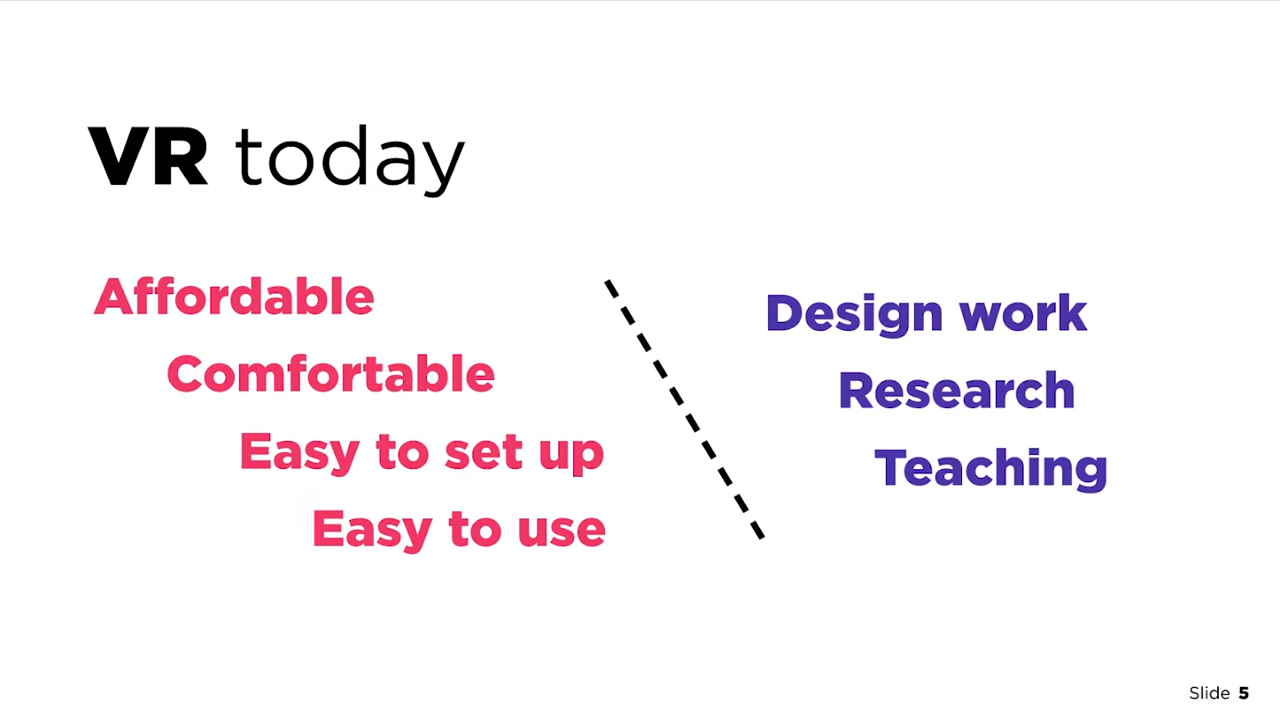 VR today
Affordable
Comfortable
Easy to set up
Easy to use
Design work
Research
Teaching
Slide 5